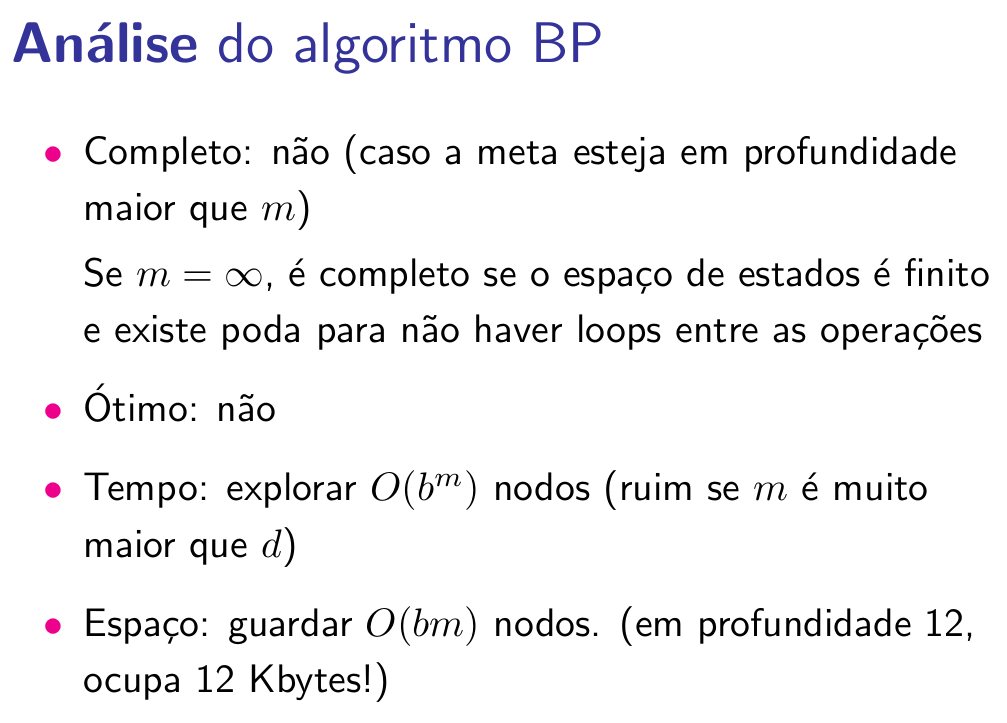 Análise do algoritmo BP
• Completo: não (caso a meta esteja em profundidade
maior que m)
Se m = ∞, é completo se o espaço de estados é finito
e existe poda para não haver loops entre as operações
• Ótimo: não
• Tempo: explorar O(b^m) nodos (ruim se m é muito
maior que d)
• Espaço: guardar O(bm) nodos. (em profundidade 12,
ocupa 12 Kbytes!)